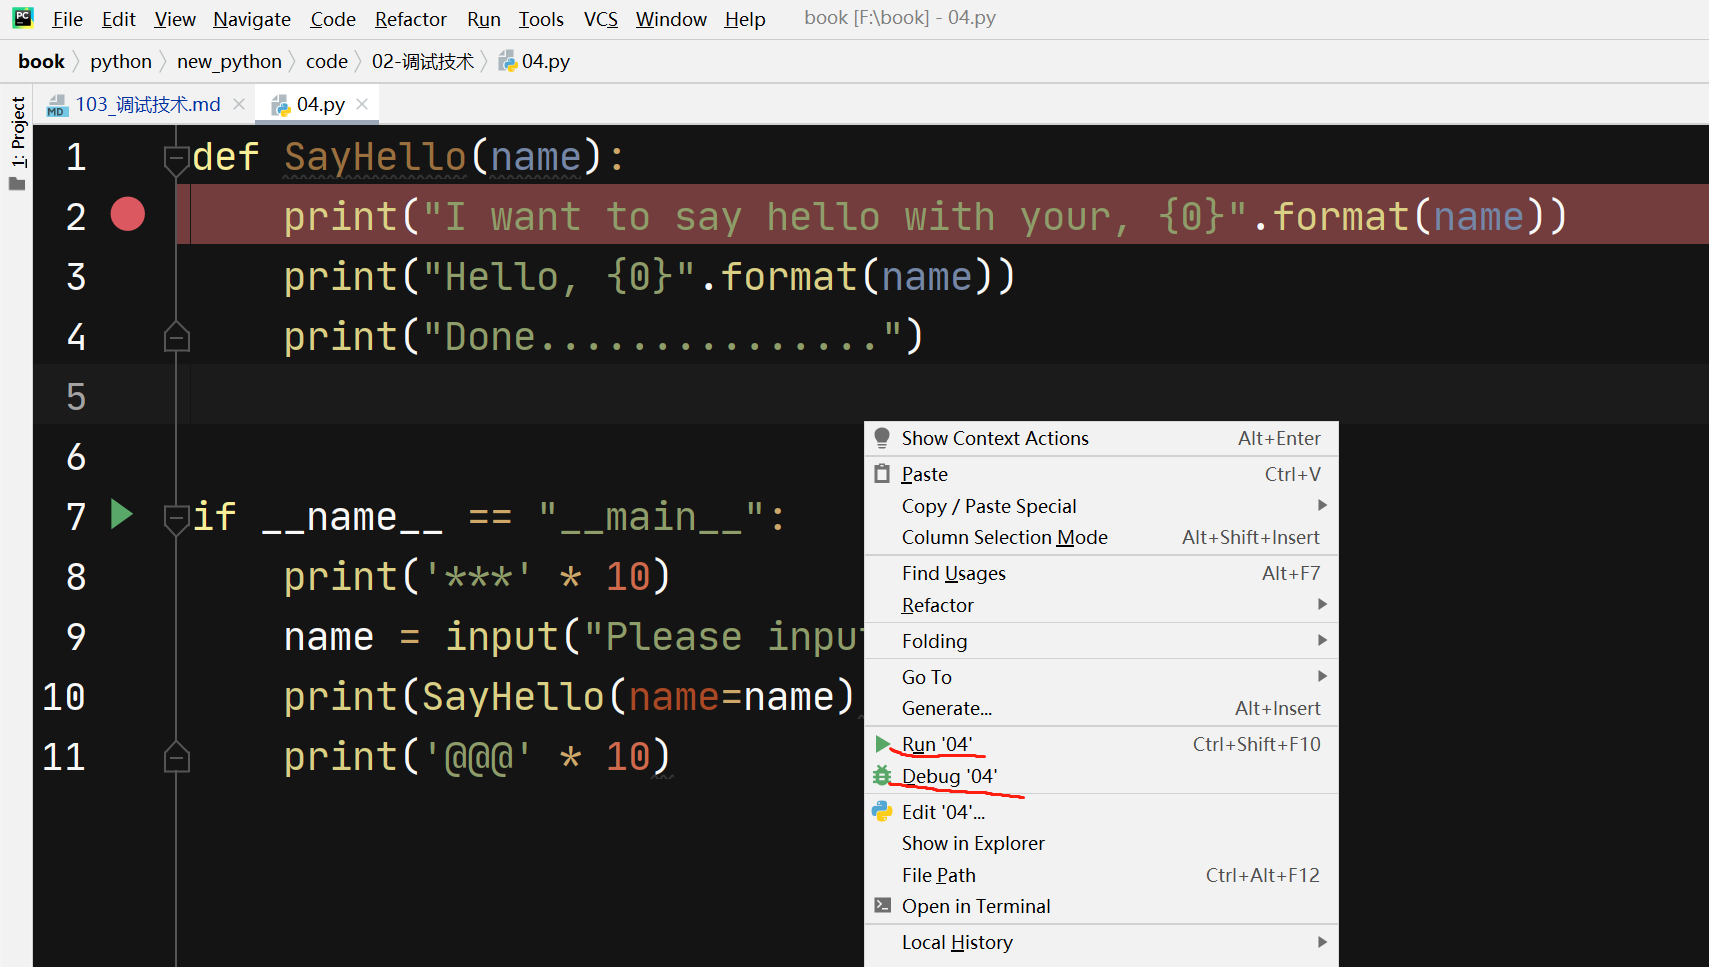 PC File Edit View Navigate Code Refactor Run Tools VCS Window Help book [F:\book] - 04.py
book python new_python code 02-调试技术 04.py
1: Project
MD 103_调试技术.md 04.py
1 def SayHello(name):
2 print("I want to say hello with your, {0}".format(name))
3 print("Hello, {0}".format(name))
4 print("Done...............")
5
6
7 if __name__ == "__main__":
8 print('***' * 10)
9 name = input("Please inpu
10 print(SayHello(name=name)
11 print('@@@' * 10)
Show Context Actions Alt+Enter
Paste Ctrl+V
Copy / Paste Special
Column Selection Mode Alt+Shift+Insert
Find Usages Alt+F7
Refactor
Folding
Go To
Generate... Alt+Insert
Run '04' Ctrl+Shift+F10
Debug '04'
Edit '04'...
Show in Explorer
File Path Ctrl+Alt+F12
Open in Terminal
Local History